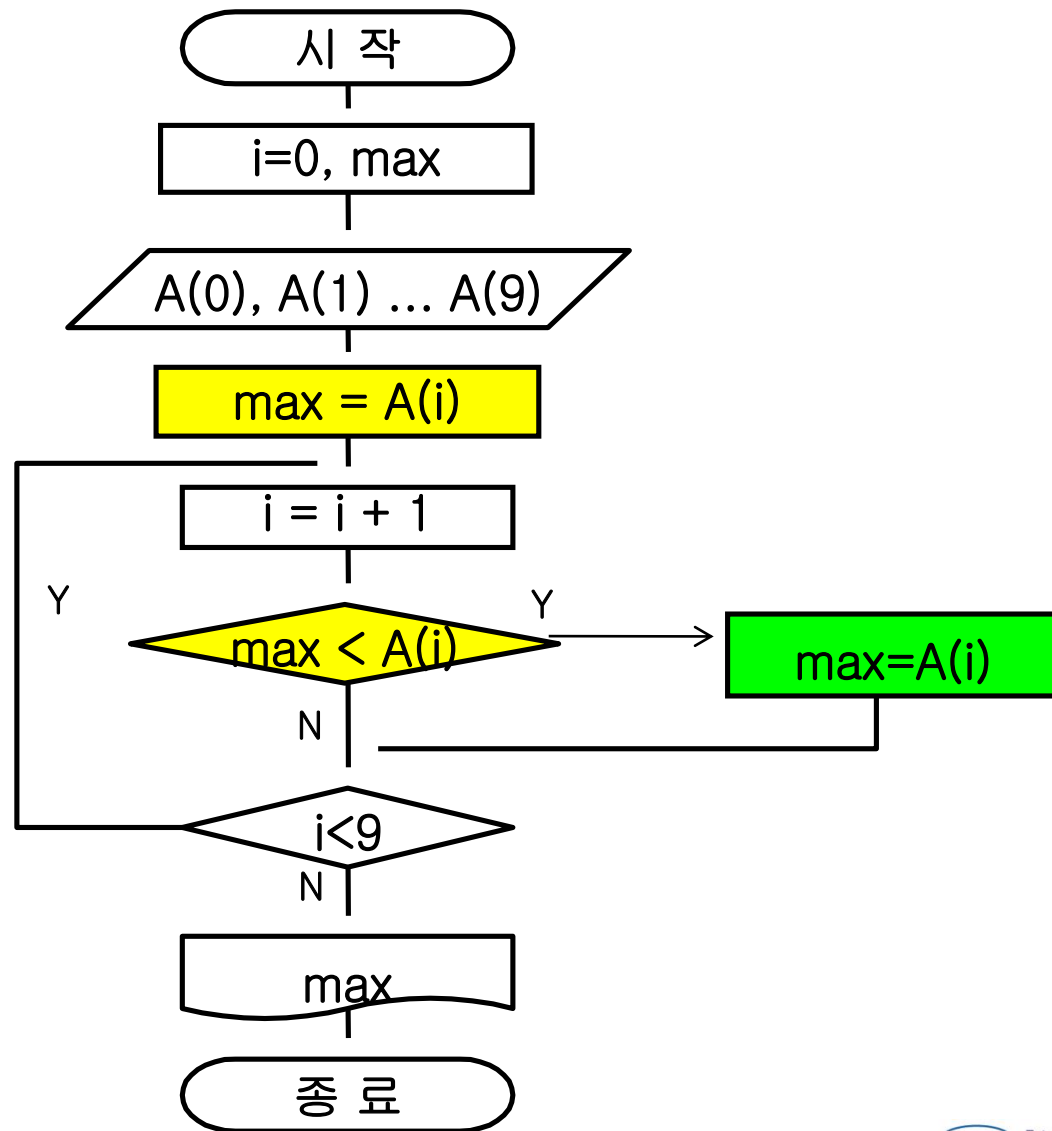 시 작
i=0, max
A(0), A(1) ... A(9)
max = A(i)
i = i + 1
Y
Y
max < A(i)
max=A(i)
N
i<9
N
max
종 료